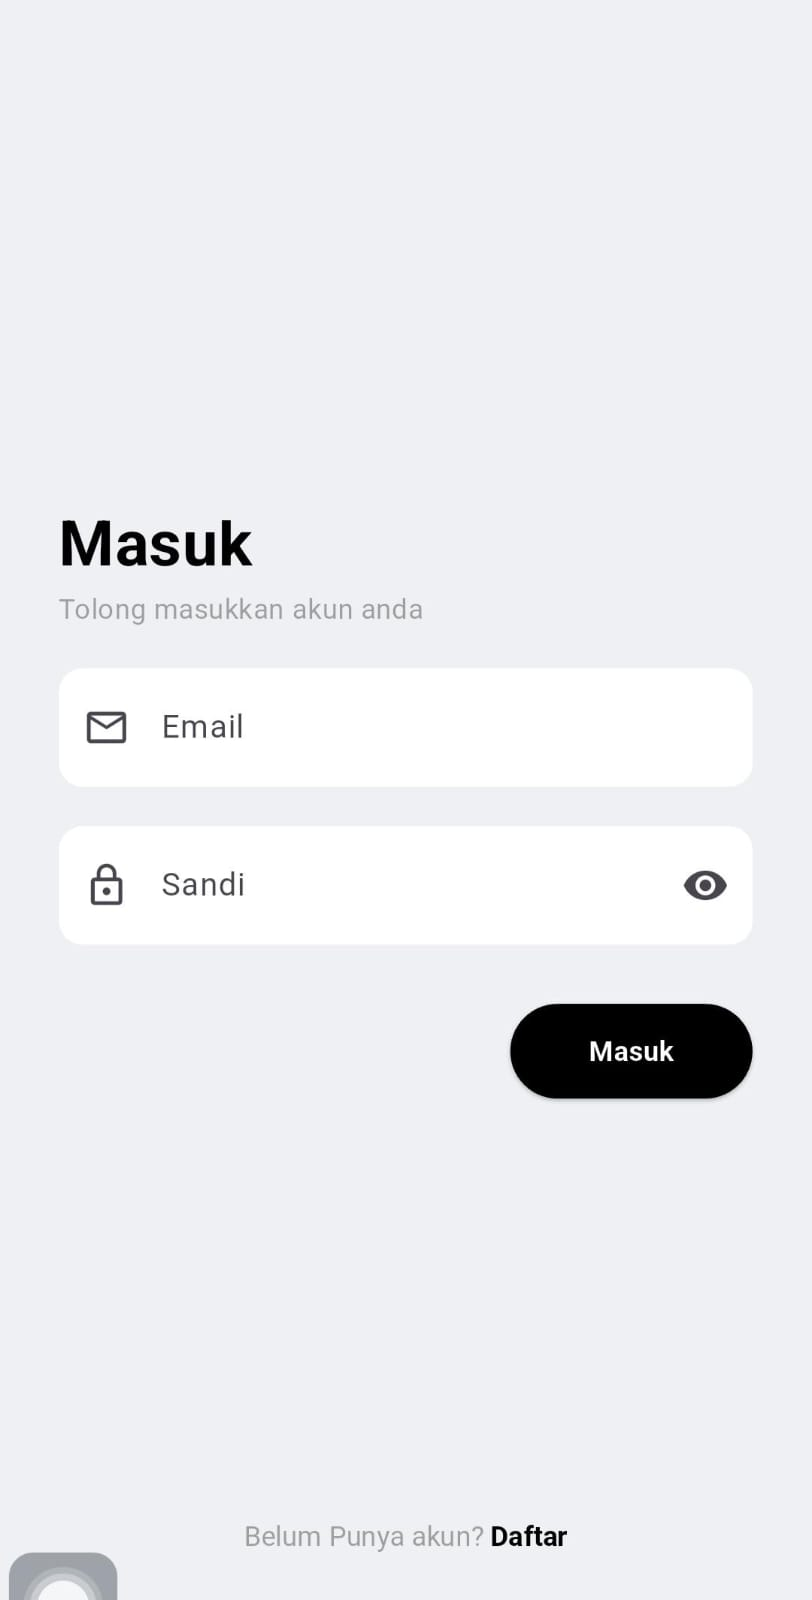 Masuk
Tolong masukkan akun anda
Email
Sandi
Masuk
Belum Punya akun? Daftar